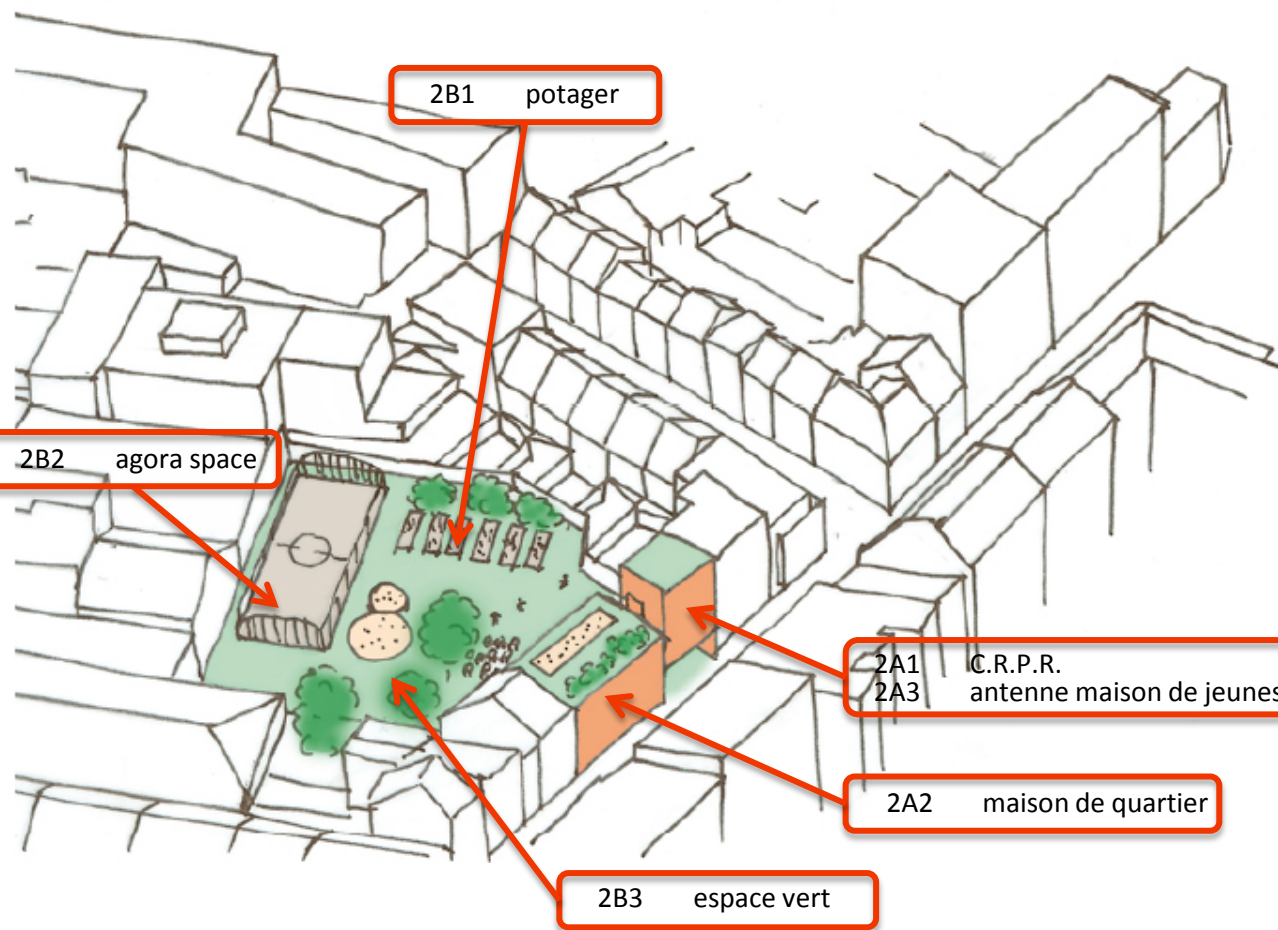 2B1 potager
2B2 agora space
2A1 C.R.P.R.
2A3 antenne maison de jeunes
2A2 maison de quartier
2B3 espace vert